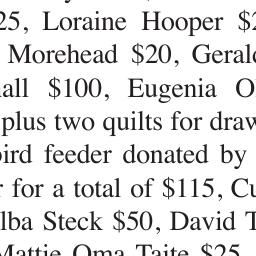 25, Loraine Hooper $2
Morehead $20, Geral
all $100, Eugenia O
plus two quilts for draw
bird feeder donated by
r for a total of $115, Cu
lba Steck $50, David T
Mattie Oma Taite $25